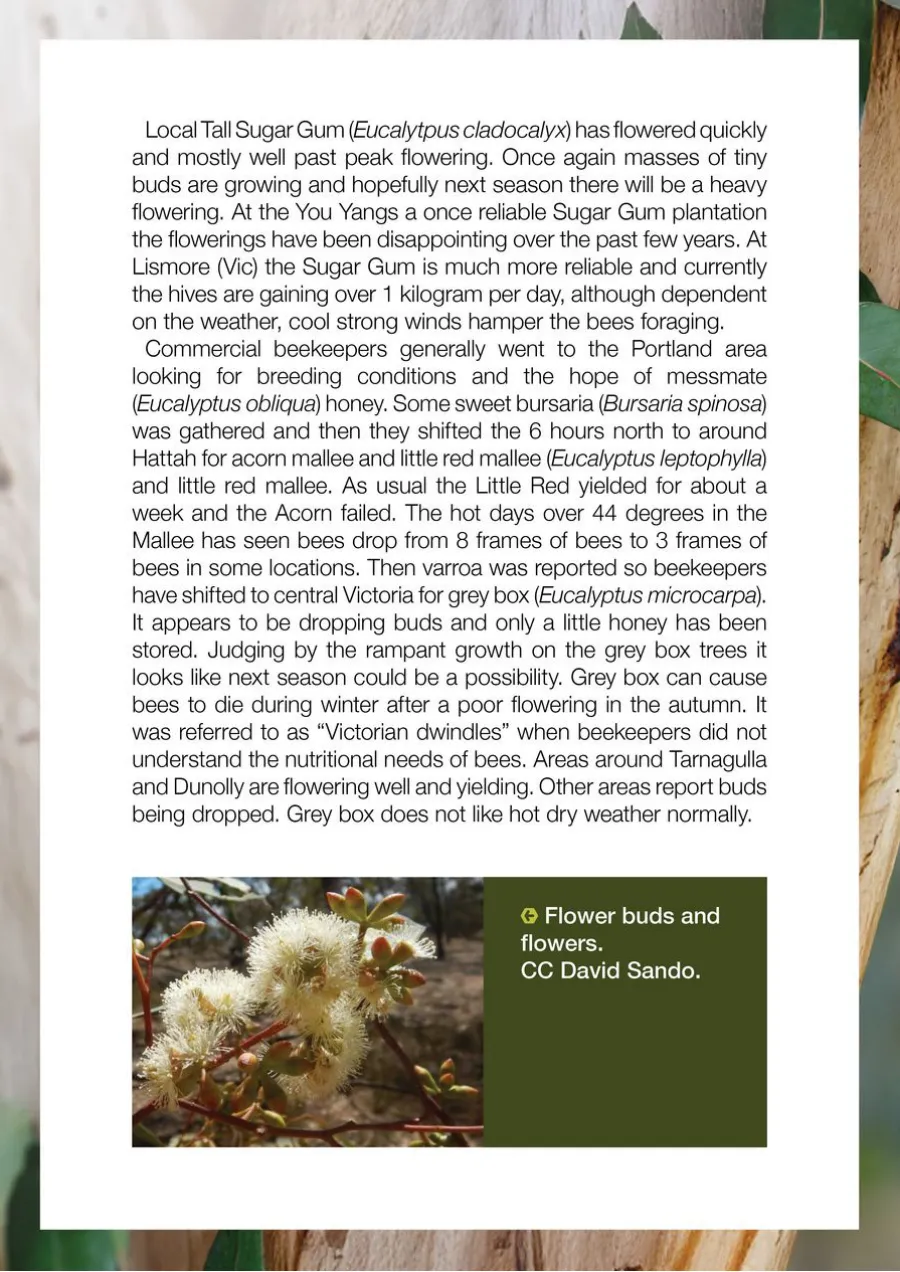 Local Tall Sugar Gum (Eucalytpus cladocalyx) has flowered quickly
and mostly well past peak flowering. Once again masses of tiny
buds are growing and hopefully next season there will be a heavy
flowering. At the You Yangs a once reliable Sugar Gum plantation
the flowerings have been disappointing over the past few years. At
Lismore (Vic) the Sugar Gum is much more reliable and currently
the hives are gaining over 1 kilogram per day, although dependent
on the weather, cool strong winds hamper the bees foraging.
Commercial beekeepers generally went to the Portland area
looking for breeding conditions and the hope of messmate
(Eucalyptus obliqua) honey. Some sweet bursaria (Bursaria spinosa)
was gathered and then they shifted the 6 hours north to around
Hattah for acorn mallee and little red mallee (Eucalyptus leptophylla)
and little red mallee. As usual the Little Red yielded for about a
week and the Acorn failed. The hot days over 44 degrees in the
Mallee has seen bees drop from 8 frames of bees to 3 frames of
bees in some locations. Then varroa was reported so beekeepers
have shifted to central Victoria for grey box (Eucalyptus microcarpa).
It appears to be dropping buds and only a little honey has been
stored. Judging by the rampant growth on the grey box trees it
looks like next season could be a possibility. Grey box can cause
bees to die during winter after a poor flowering in the autumn. It
was referred to as “Victorian dwindles” when beekeepers did not
understand the nutritional needs of bees. Areas around Tarnagulla
and Dunolly are flowering well and yielding. Other areas report buds
being dropped. Grey box does not like hot dry weather normally.
Flower buds and
flowers.
CC David Sando.